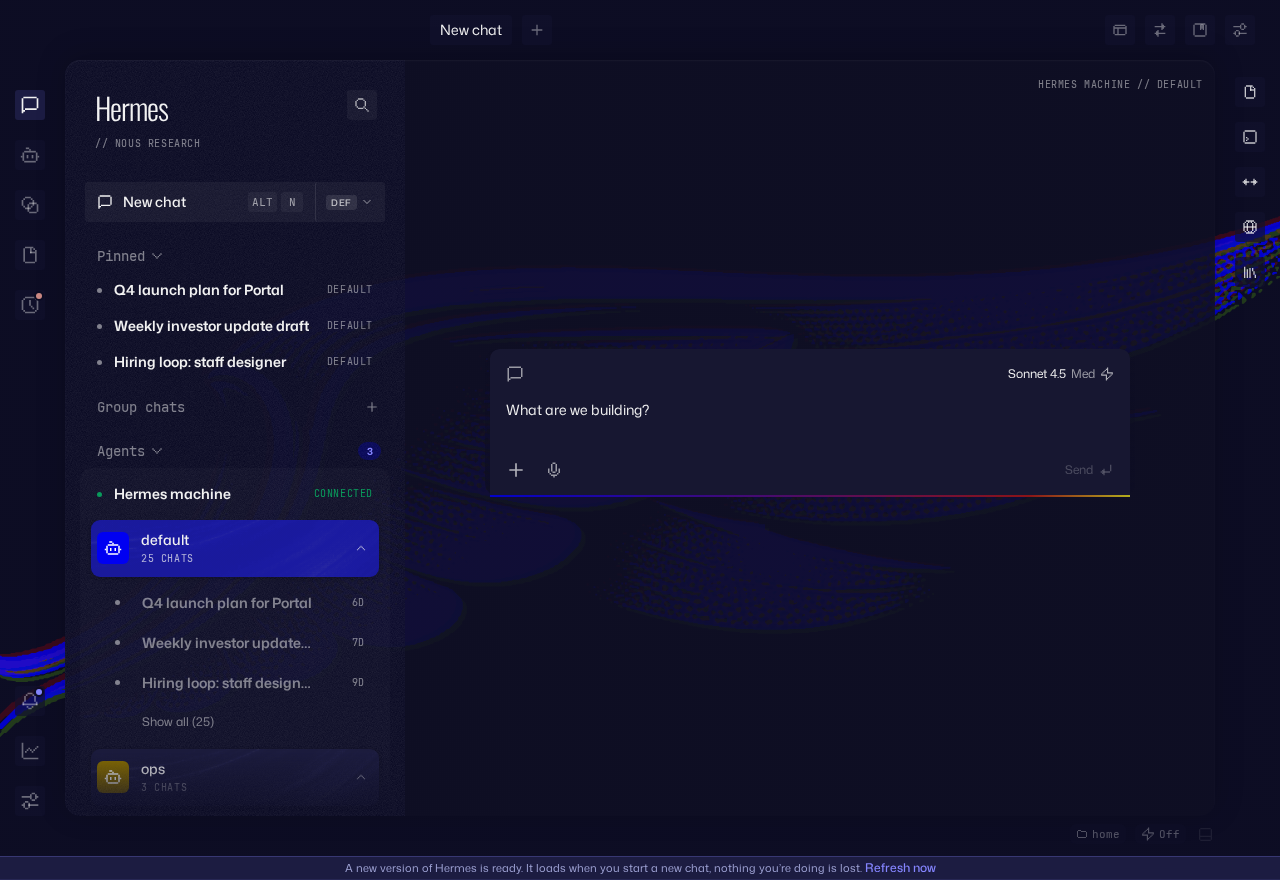 New chat
HERMES MACHINE // DEFAULT
Hermes
// NOUS RESEARCH
New chat ALT N DEF
Pinned
Q4 launch plan for Portal DEFAULT
Weekly investor update draft DEFAULT
Hiring loop: staff designer DEFAULT
Group chats
Agents 3
Hermes machine CONNECTED
default
25 CHATS
Q4 launch plan for Portal 6D
Weekly investor update... 7D
Hiring loop: staff design... 9D
Show all (25)
ops
3 CHATS
Sonnet 4.5 Med
What are we building?
Send
home Off
A new version of Hermes is ready. It loads when you start a new chat, nothing you're doing is lost. Refresh now